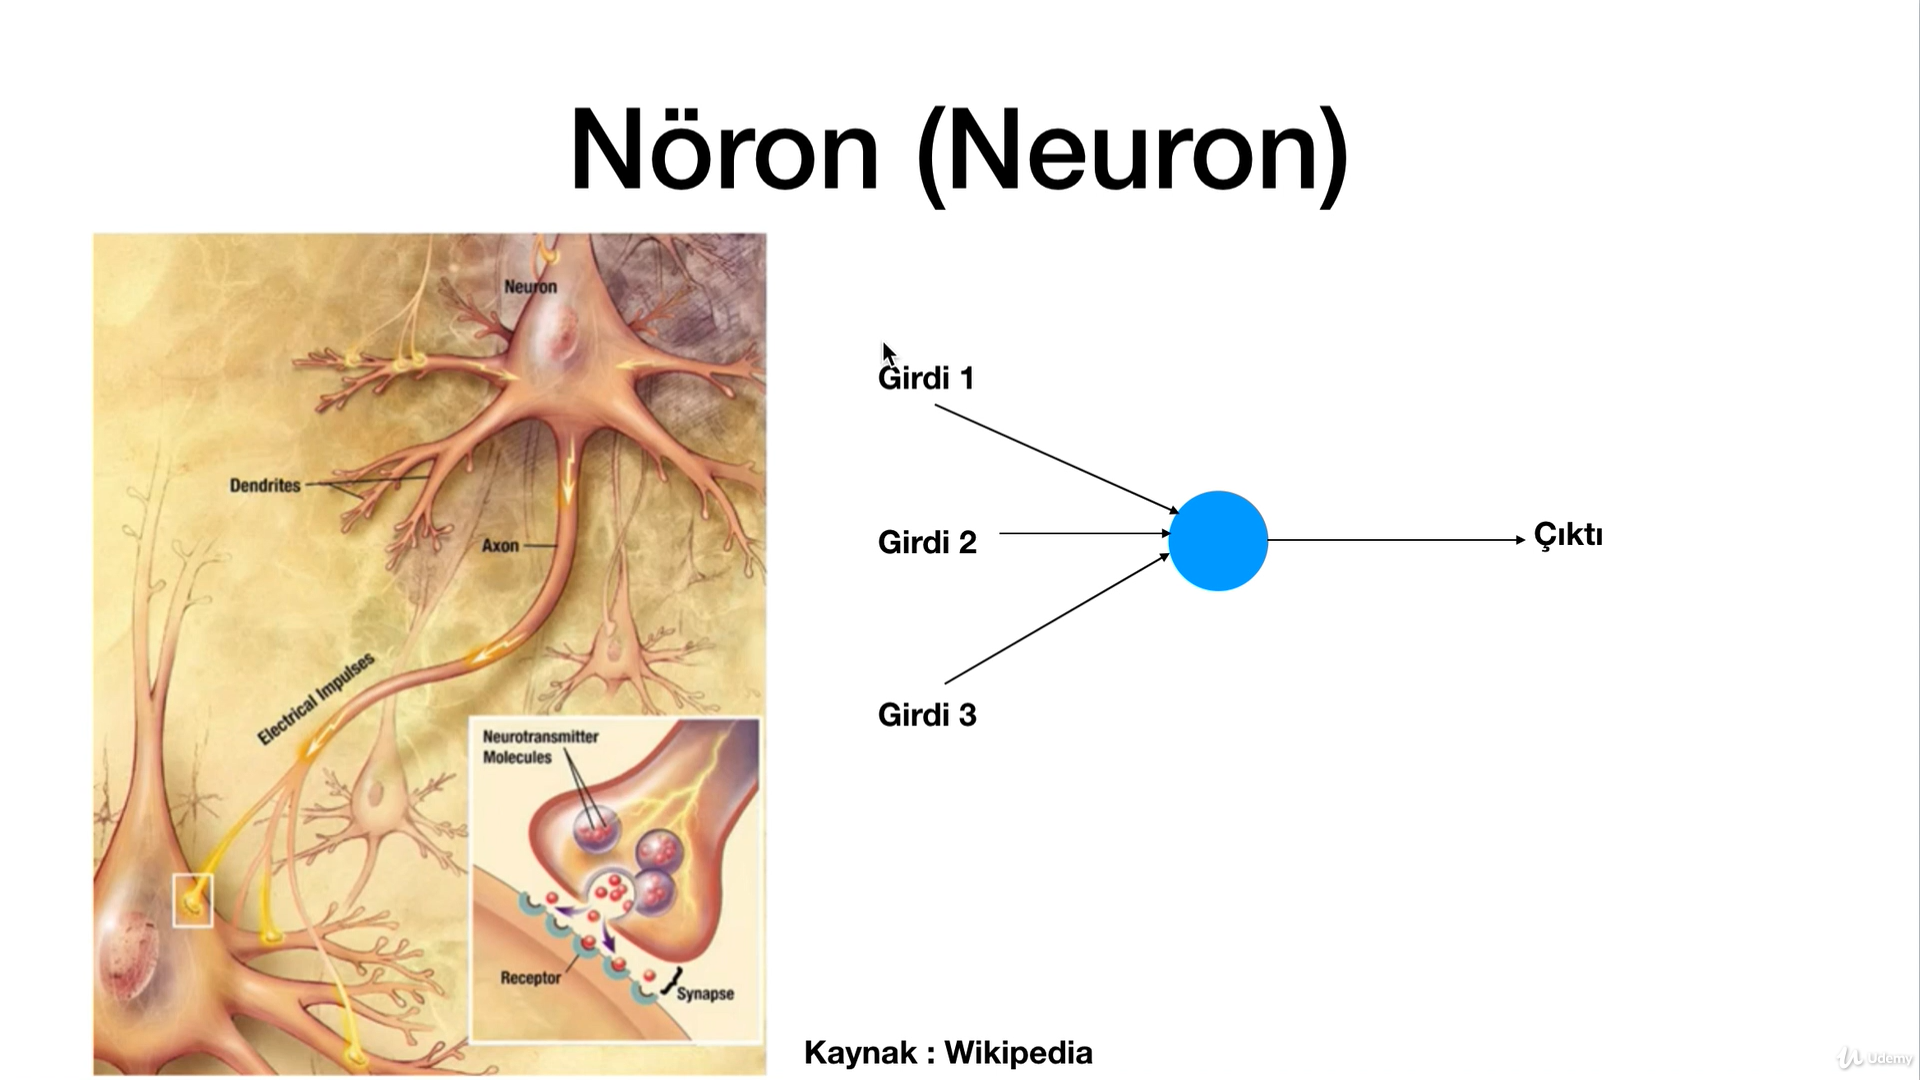 Nöron (Neuron)
Neuron
Dendrites
Axon
Electrical Impulses
Neurotransmitter
Molecules
Receptor
Synapse
Girdi 1
Girdi 2
Girdi 3
Çıktı
Kaynak : Wikipedia
Udemy